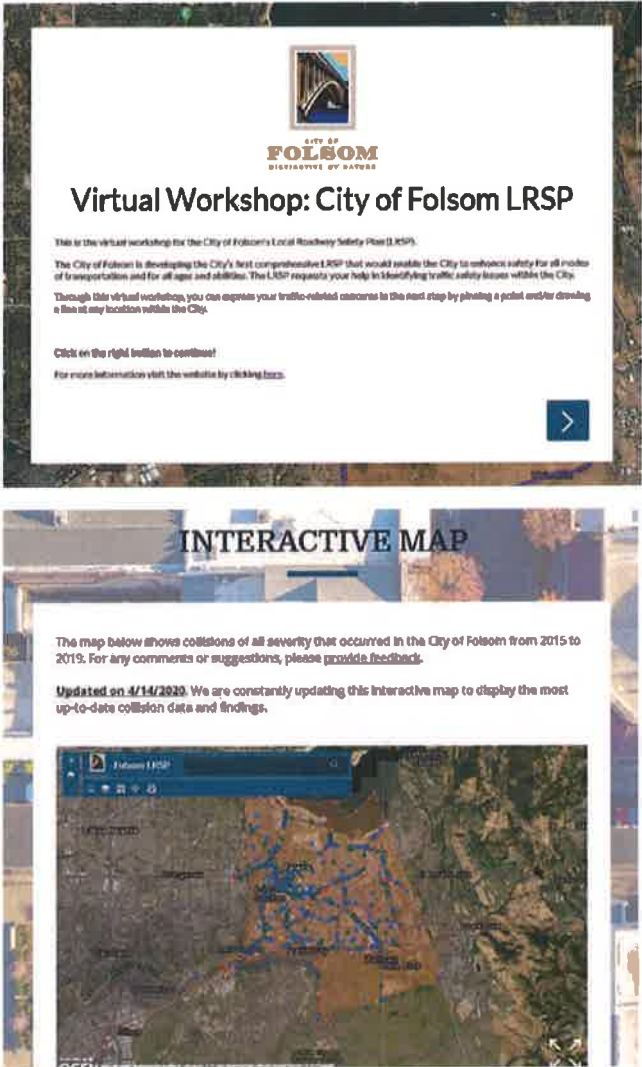 CITY OF
FOLSOM
DISTINCTIVE BY NATURE
Virtual Workshop: City of Folsom LRSP
This is the virtual workshop for the City of Folsom's Local Roadway Safety Plan (LRSP).
The City of Folsom is developing the City's first comprehensive LRSP that would enable the City to enhance safety for all modes
of transportation and for all ages and abilities. The LRSP requests your help in identifying traffic safety issues within the City.
Through this virtual workshop, you can express your traffic-related concerns in the next step by pinning a point and/or drawing
a line at any location within the City.
Click on the right button to continue!
For more information visit the website by clicking here.
INTERACTIVE MAP
The map below shows collisions of all severity that occurred in the City of Folsom from 2015 to
2019. For any comments or suggestions, please provide feedback.
Updated on 4/14/2020. We are constantly updating this interactive map to display the most
up-to-date collision data and findings.
Folsom LRSP